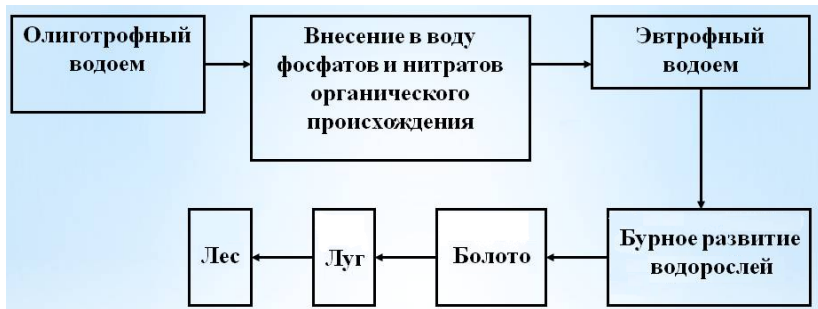 Олиготрофный
водоем
Внесение в воду
фосфатов и нитратов
органического
происхождения
Эвтрофный
водоем
Бурное развитие
водорослей
Болото
Луг
Лес